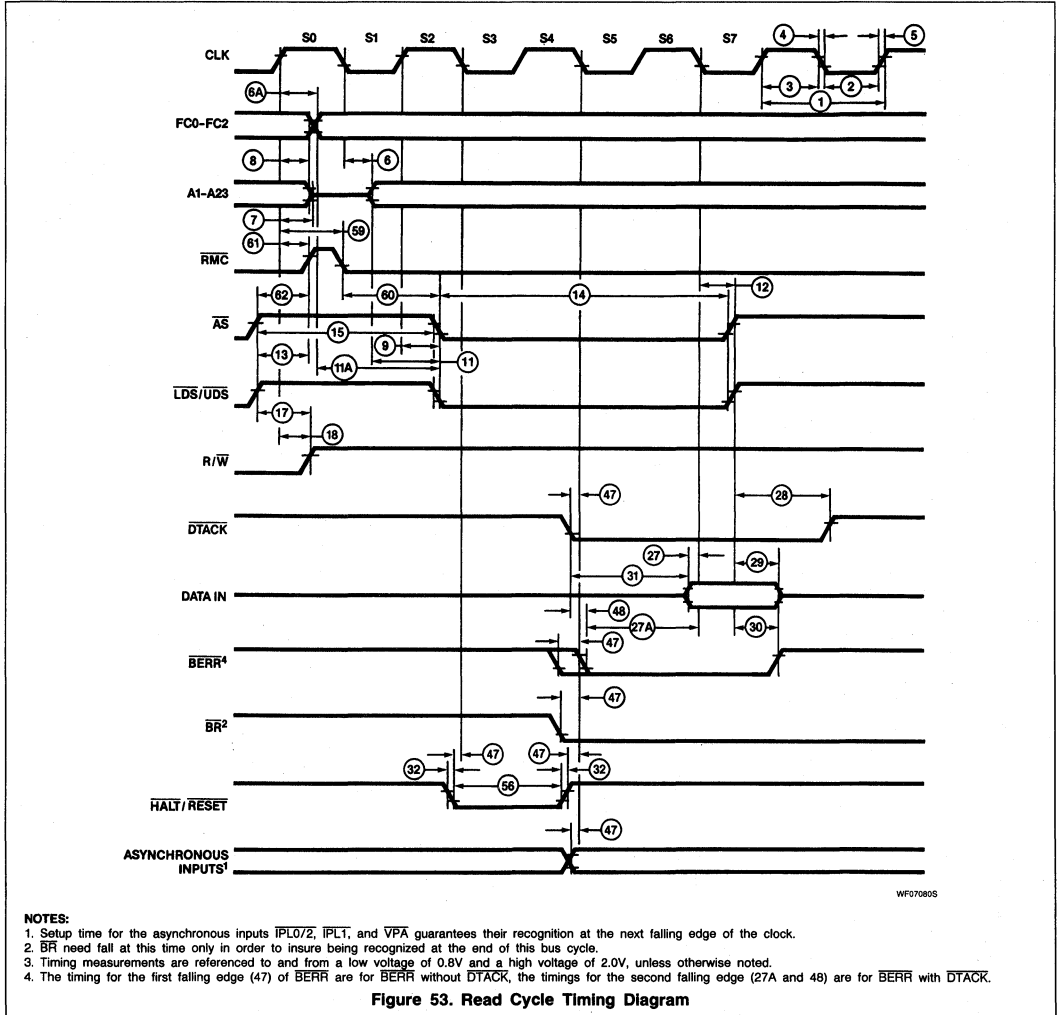 S0 S1 S2 S3 S4 S5 S6 S7
4 5
CLK
3 2
1
6A
FC0-FC2
8 6
A1-A23
7 59
61
RMC
12
62 60 14
AS
15
9
13 11
11A
LDS/UDS
17
18
R/W
47 28
DTACK
27 29
31
DATA IN
48
27A 30
47
BERR4
47
BR2
47 47
32 32
56
HALT/RESET
47
ASYNCHRONOUS
INPUTS1
WF07080S
NOTES:
1. Setup time for the asynchronous inputs IPL0/2, IPL1, and VPA guarantees their recognition at the next falling edge of the clock.
2. BR need fall at this time only in order to insure being recognized at the end of this bus cycle.
3. Timing measurements are referenced to and from a low voltage of 0.8V and a high voltage of 2.0V, unless otherwise noted.
4. The timing for the first falling edge (47) of BERR are for BERR without DTACK, the timings for the second falling edge (27A and 48) are for BERR with DTACK.
Figure 53. Read Cycle Timing Diagram